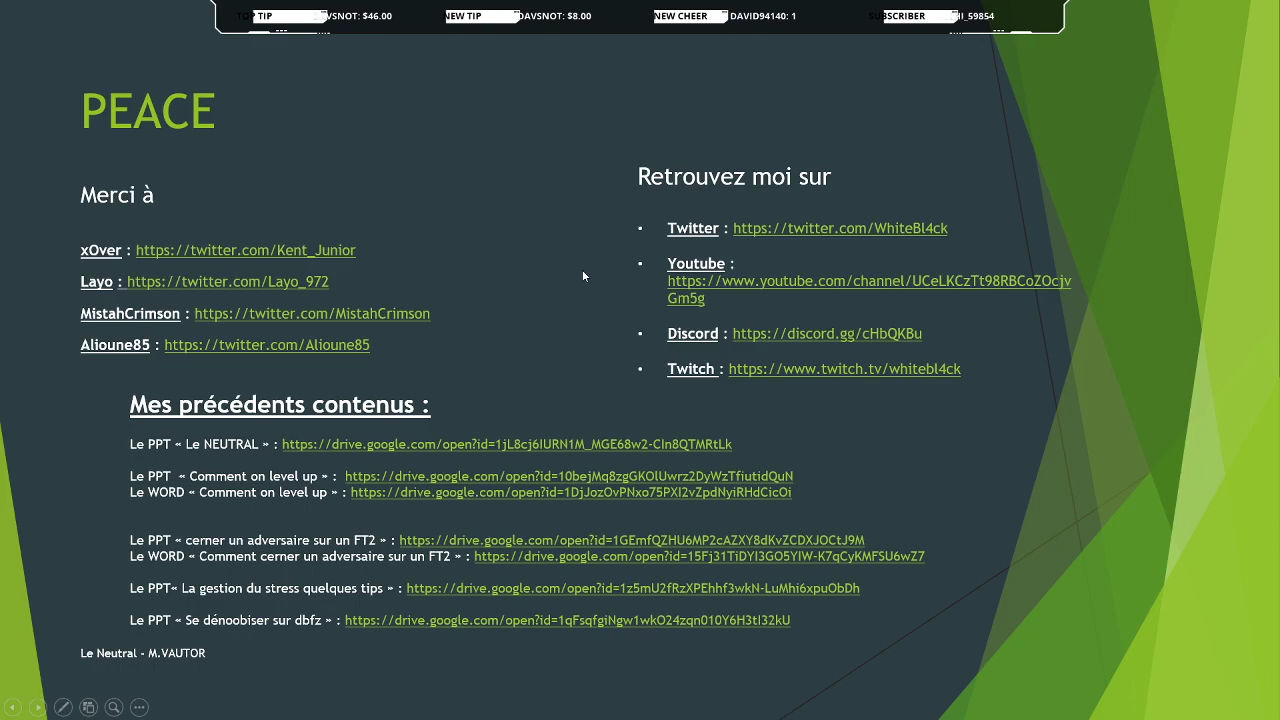 TOP TIP
DAVSNOT: $46.00
NEW TIP
DAVSNOT: $8.00
NEW CHEER
DAVID94140: 1
SUBSCRIBER
PEACE
Merci à
xOver : https://twitter.com/Kent_Junior
Layo : https://twitter.com/Layo_972
MistahCrimson : https://twitter.com/MistahCrimson
Alioune85 : https://twitter.com/Alioune85
Retrouvez moi sur
▪ Twitter : https://twitter.com/WhiteBl4ck
▪ Youtube :
https://www.youtube.com/channel/UCeLKCzTt98RBCoZOcjv
Gm5g
▪ Discord : https://discord.gg/cHbQKBu
▪ Twitch : https://www.twitch.tv/whitebl4ck
Mes précédents contenus :
Le PPT « Le NEUTRAL » : https://drive.google.com/open?id=1jL8cj6IURN1M_MGE68w2-CIn8QTMRtLk
Le PPT « Comment on level up » : https://drive.google.com/open?id=10bejMq8zgGKOlUwrz2DyWzTfiutidQuN
Le WORD « Comment on level up » : https://drive.google.com/open?id=1DjJozOvPNxo75PXI2vZpdNyiRHdCicOi
Le PPT « cerner un adversaire sur un FT2 » : https://drive.google.com/open?id=1GEmfQZHU6MP2cAZXY8dKvZCDXJOCtJ9M
Le WORD « Comment cerner un adversaire sur un FT2 » : https://drive.google.com/open?id=15Fj31TiDYI3GO5YIW-K7qCyKMFSU6wZ7
Le PPT« La gestion du stress quelques tips » : https://drive.google.com/open?id=1z5mU2fRzXPEhhf3wkN-LuMhi6xpuObDh
Le PPT « Se dénoobiser sur dbfz » : https://drive.google.com/open?id=1qFsqfgiNgw1wkO24zqn010Y6H3tI32kU
Le Neutral - M.VAUTOR